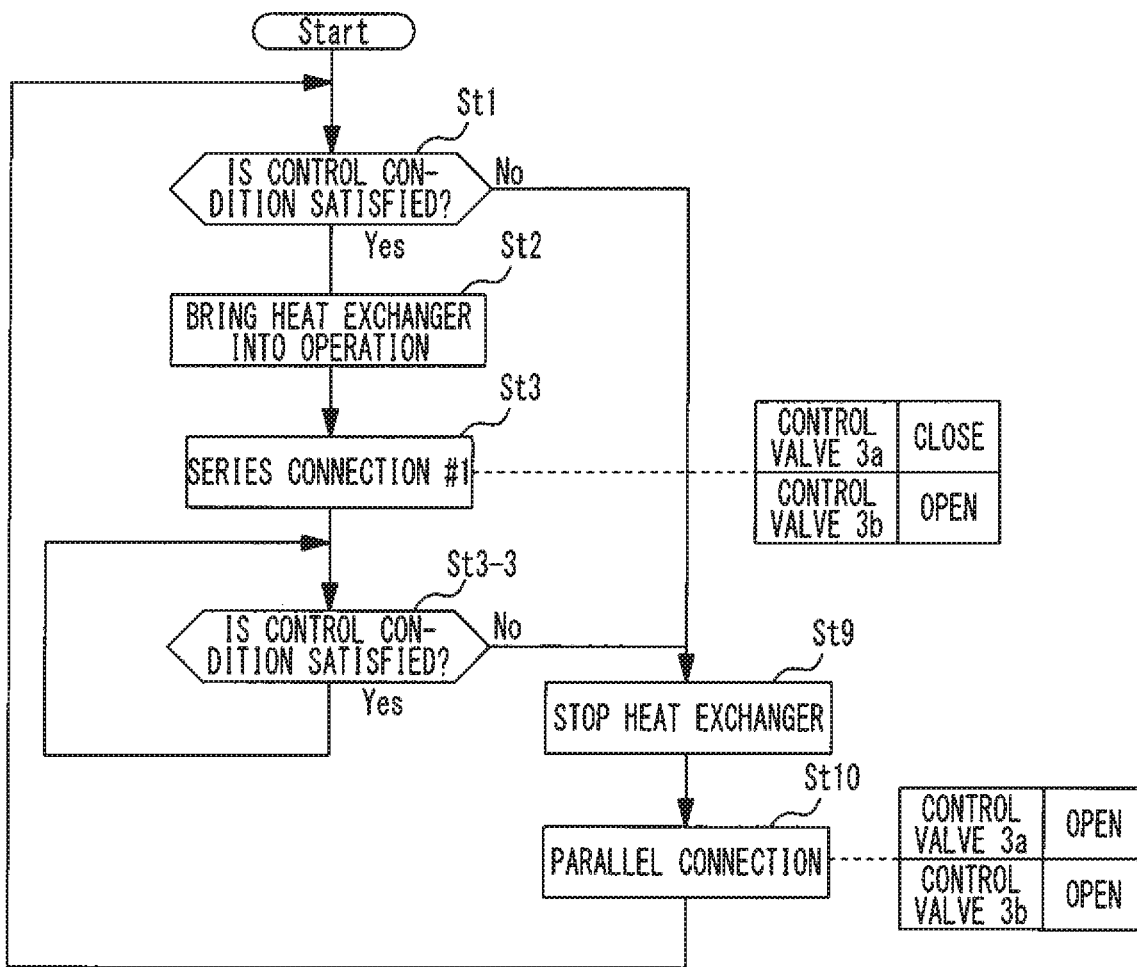 Start
St1
IS CONTROL CON-
DITION SATISFIED?
No
Yes
St2
BRING HEAT EXCHANGER
INTO OPERATION
St3
SERIES CONNECTION #1
CONTROL
VALVE 3a
CLOSE
CONTROL
VALVE 3b
OPEN
St3-3
IS CONTROL CON-
DITION SATISFIED?
No
Yes
St9
STOP HEAT EXCHANGER
St10
PARALLEL CONNECTION
CONTROL
VALVE 3a
OPEN
CONTROL
VALVE 3b
OPEN